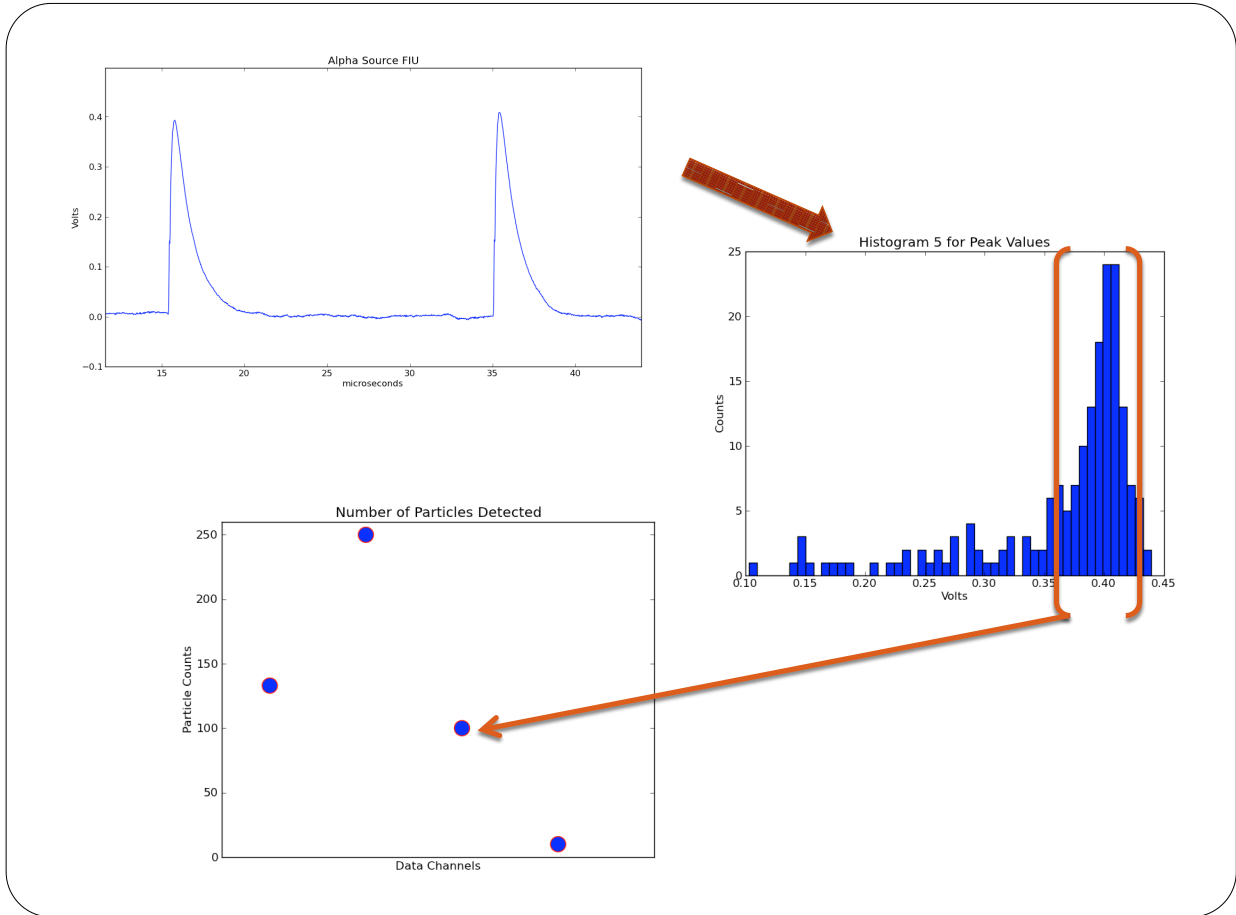 Alpha Source FIU
0.4
0.3
0.2
0.1
0.0
−0.1
Volts
15 20 25 30 35 40
microseconds
Histogram 5 for Peak Values
25
20
15
10
5
0
Counts
0.10 0.15 0.20 0.25 0.30 0.35 0.40 0.45
Volts
Number of Particles Detected
250
200
150
100
50
0
Particle Counts
Data Channels